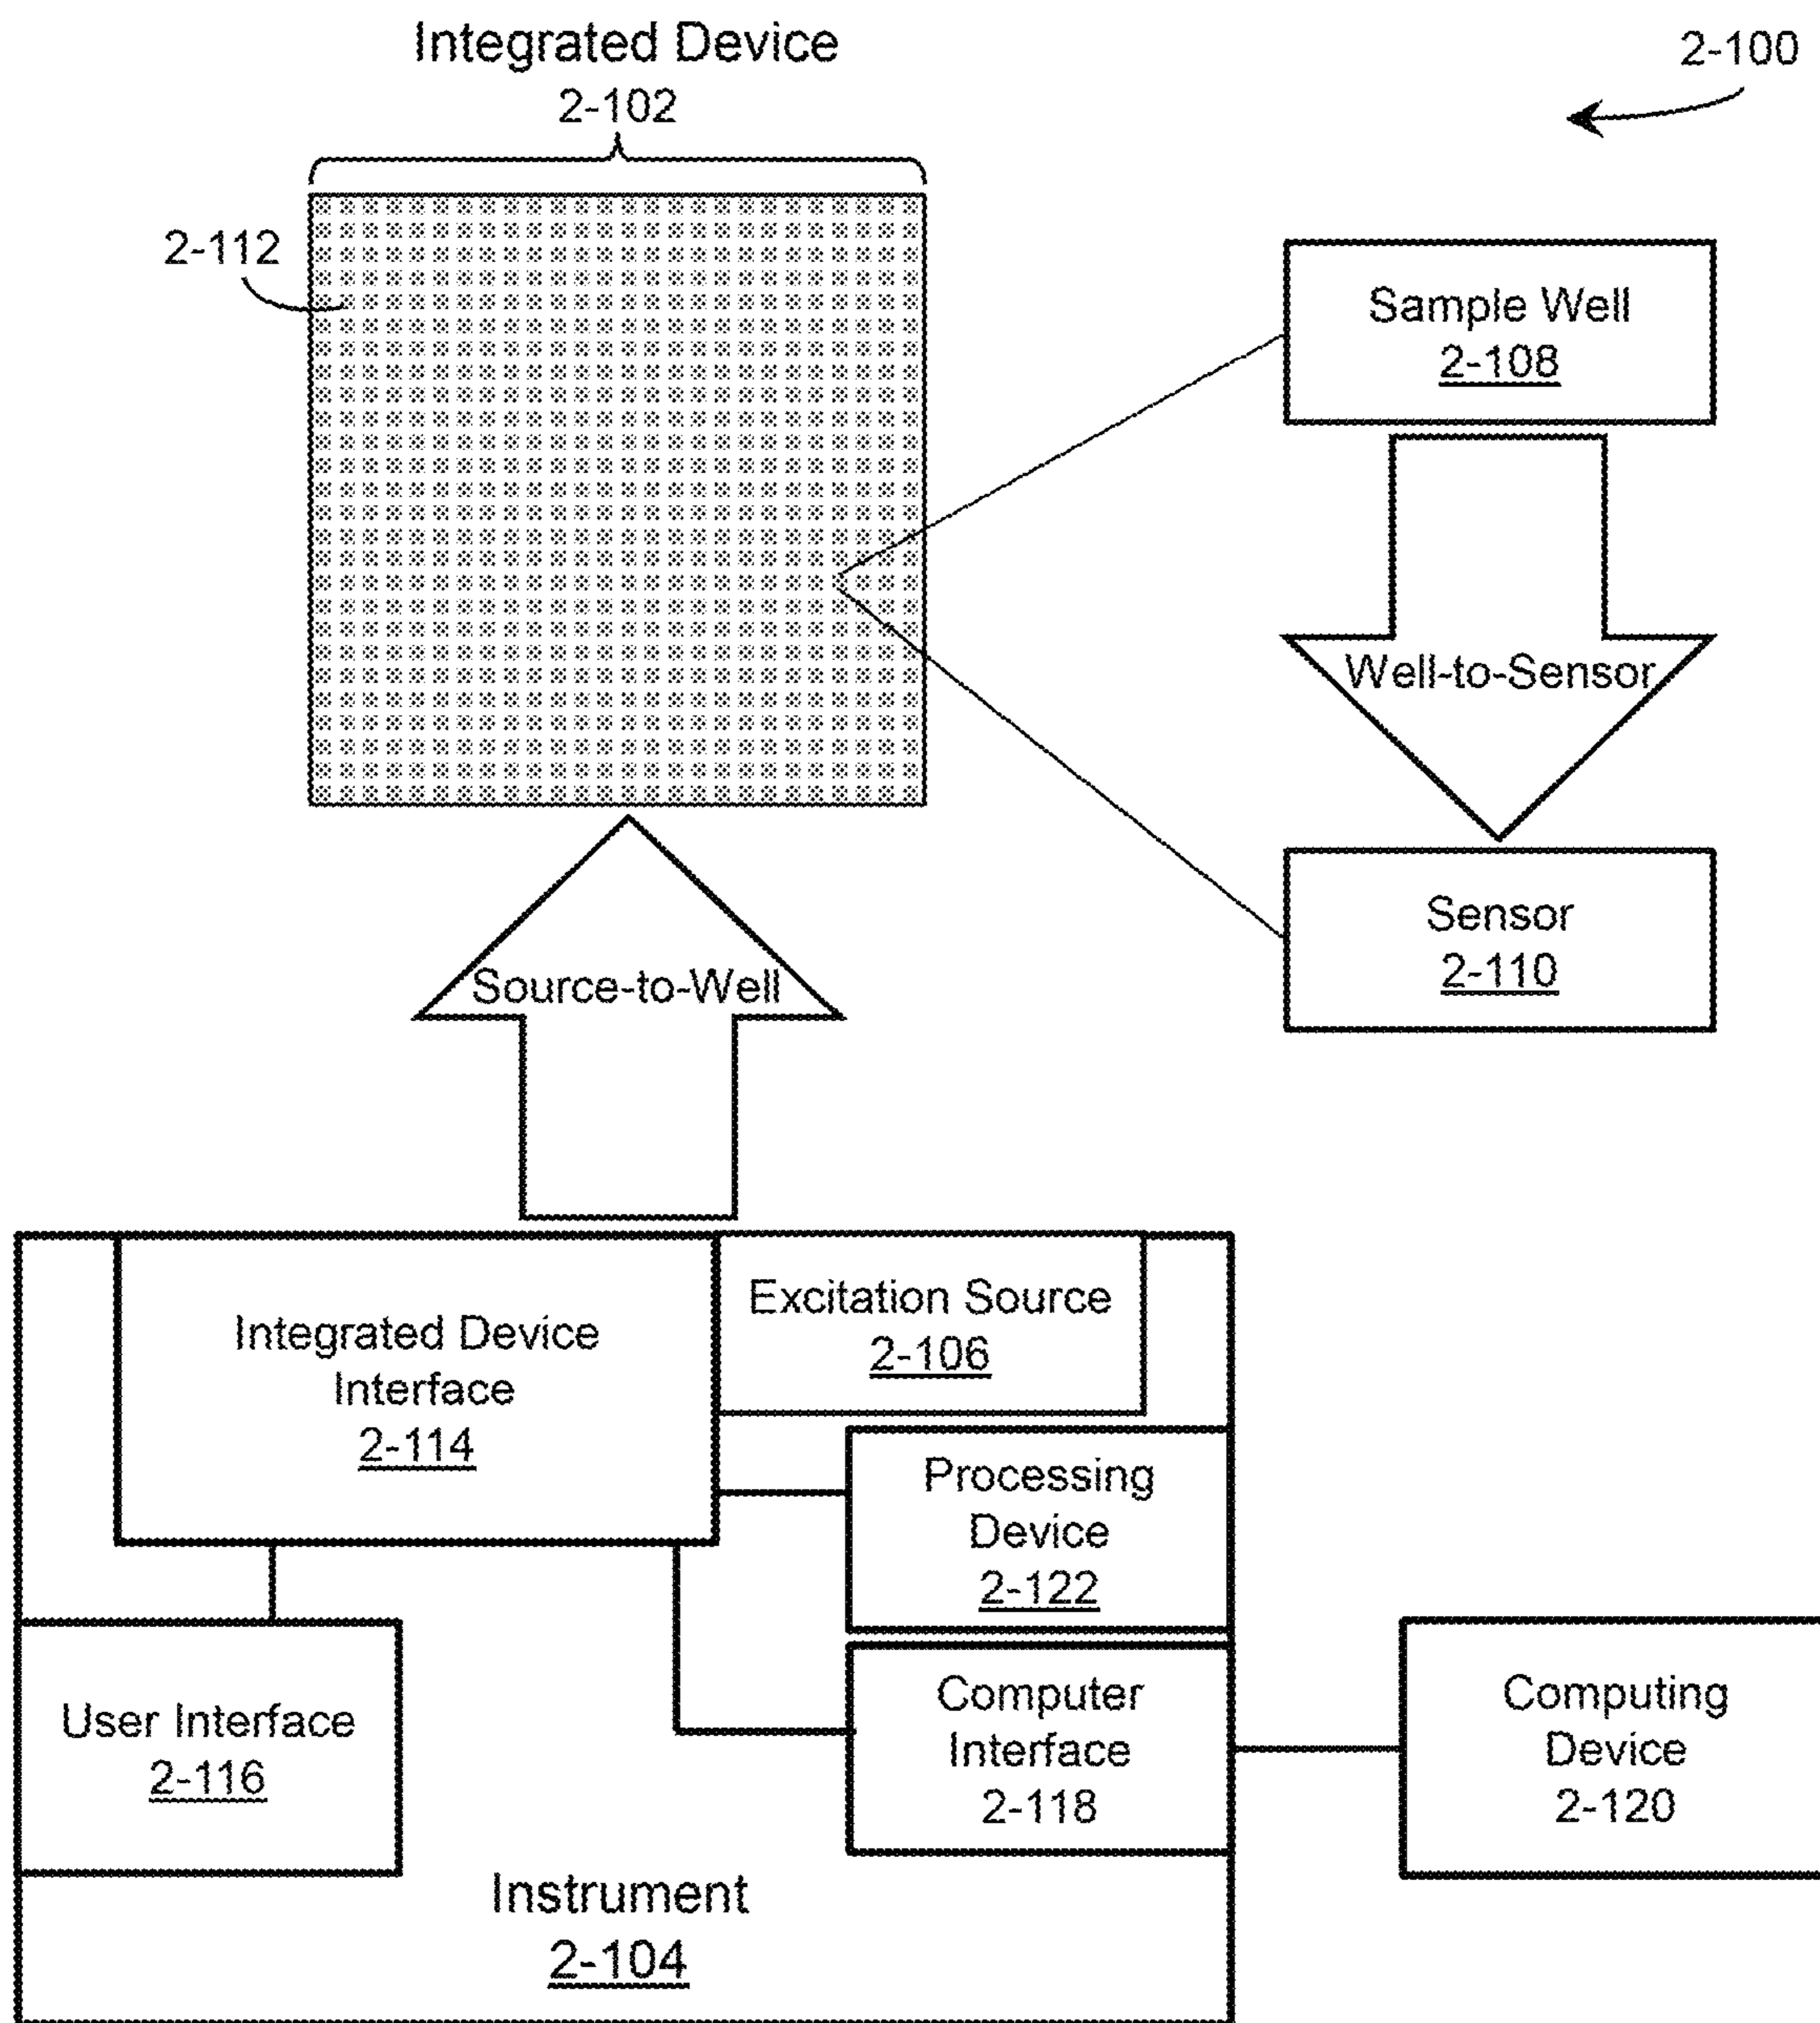 Integrated Device
2-102
2-100
2-112
Sample Well
2-108
Well-to-Sensor
Sensor
2-110
Source-to-Well
Integrated Device
Interface
2-114
Excitation Source
2-106
Processing
Device
2-122
User Interface
2-116
Computer
Interface
2-118
Computing
Device
2-120
Instrument
2-104